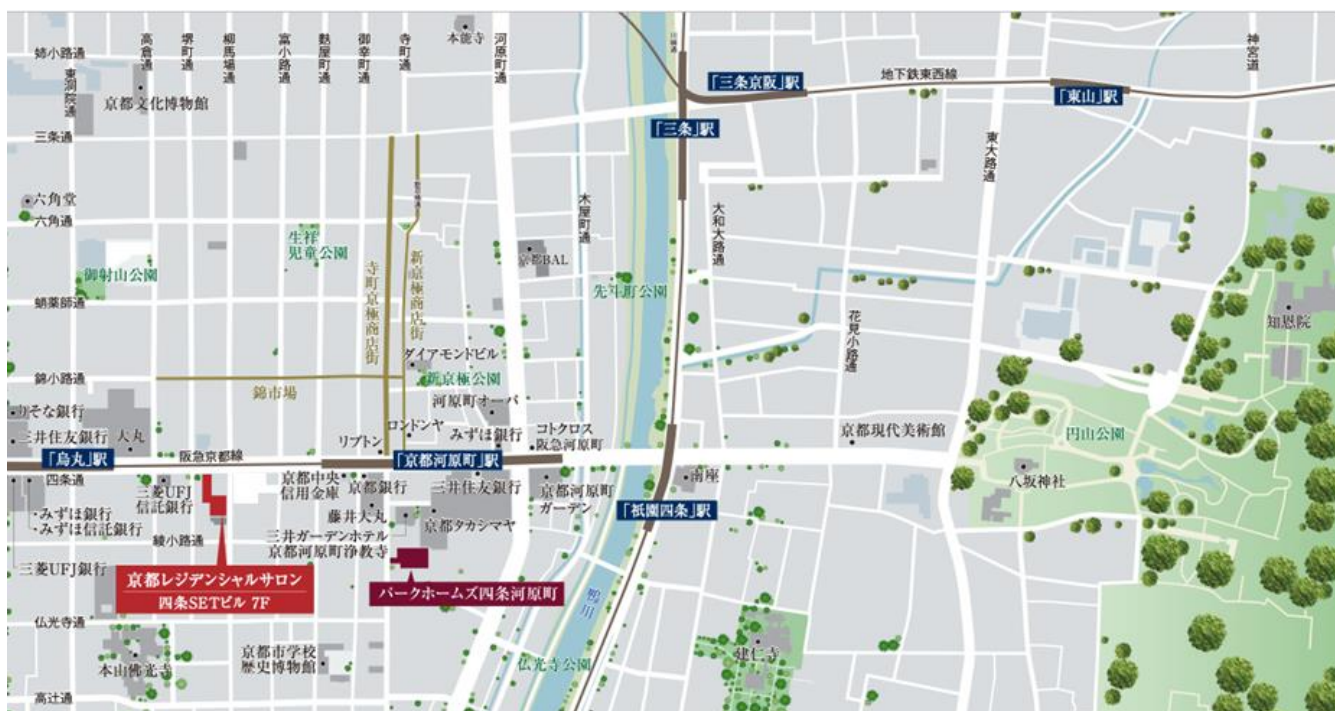 姉小路通
東洞院通
高倉通
堺町通
柳馬場通
富小路通
麩屋町通
御幸町通
寺町通
本能寺
河原町通
川端通
神宮道
京都文化博物館
「三条京阪」駅
地下鉄東西線
「東山」駅
三条通
「三条」駅
東大路通
六角堂
六角通
木屋町通
大和大路通
生祥
児童公園
御射山公園
寺町京極商店街
新京極商店街
京都BAL
先斗町公園
花見小路通
知恩院
蛸薬師通
ダイアモンドビル
新京極公園
錦小路通
錦市場
河原町オーパ
りそな銀行
三井住友銀行
大丸
リプトン
ロンドンヤ
みずほ銀行
コトクロス
阪急河原町
京都現代美術館
円山公園
「烏丸」駅
阪急京都線
「京都河原町」駅
四条通
三菱UFJ
信託銀行
京都中央
信用金庫
京都銀行
三井住友銀行
京都河原町
ガーデン
南座
八坂神社
みずほ銀行
みずほ信託銀行
藤井大丸
京都タカシマヤ
「祇園四条」駅
綾小路通
三井ガーデンホテル
京都河原町浄教寺
三菱UFJ銀行
京都レジデンシャルサロン
四条SETビル 7F
パークホームズ四条河原町
鴨川
仏光寺通
本山佛光寺
京都市学校
歴史博物館
仏光寺公園
建仁寺
高辻通